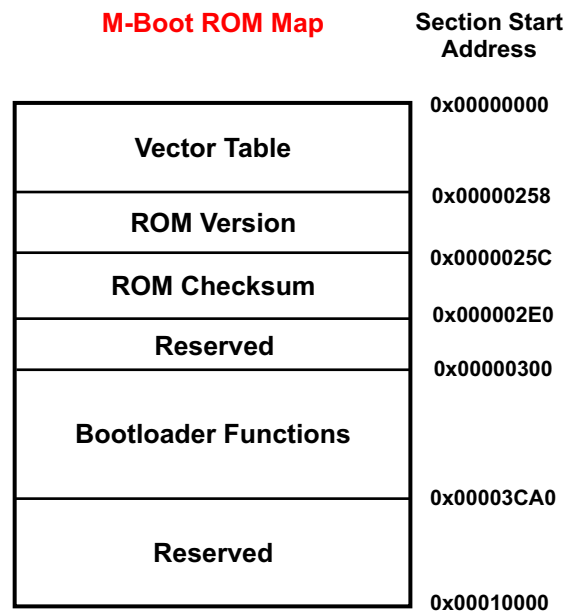 M-Boot ROM Map
Section Start
Address
0x00000000
Vector Table
0x00000258
ROM Version
0x0000025C
ROM Checksum
0x000002E0
Reserved
0x00000300
Bootloader Functions
0x00003CA0
Reserved
0x00010000